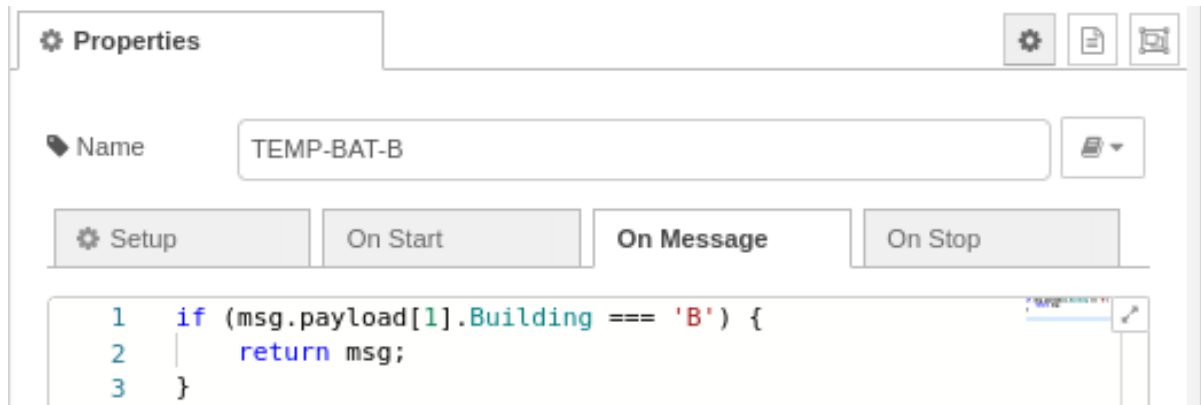 Properties
Name
TEMP-BAT-B
Setup
On Start
On Message
On Stop
1 if (msg.payload[1].Building === 'B') {
2     return msg;
3 }